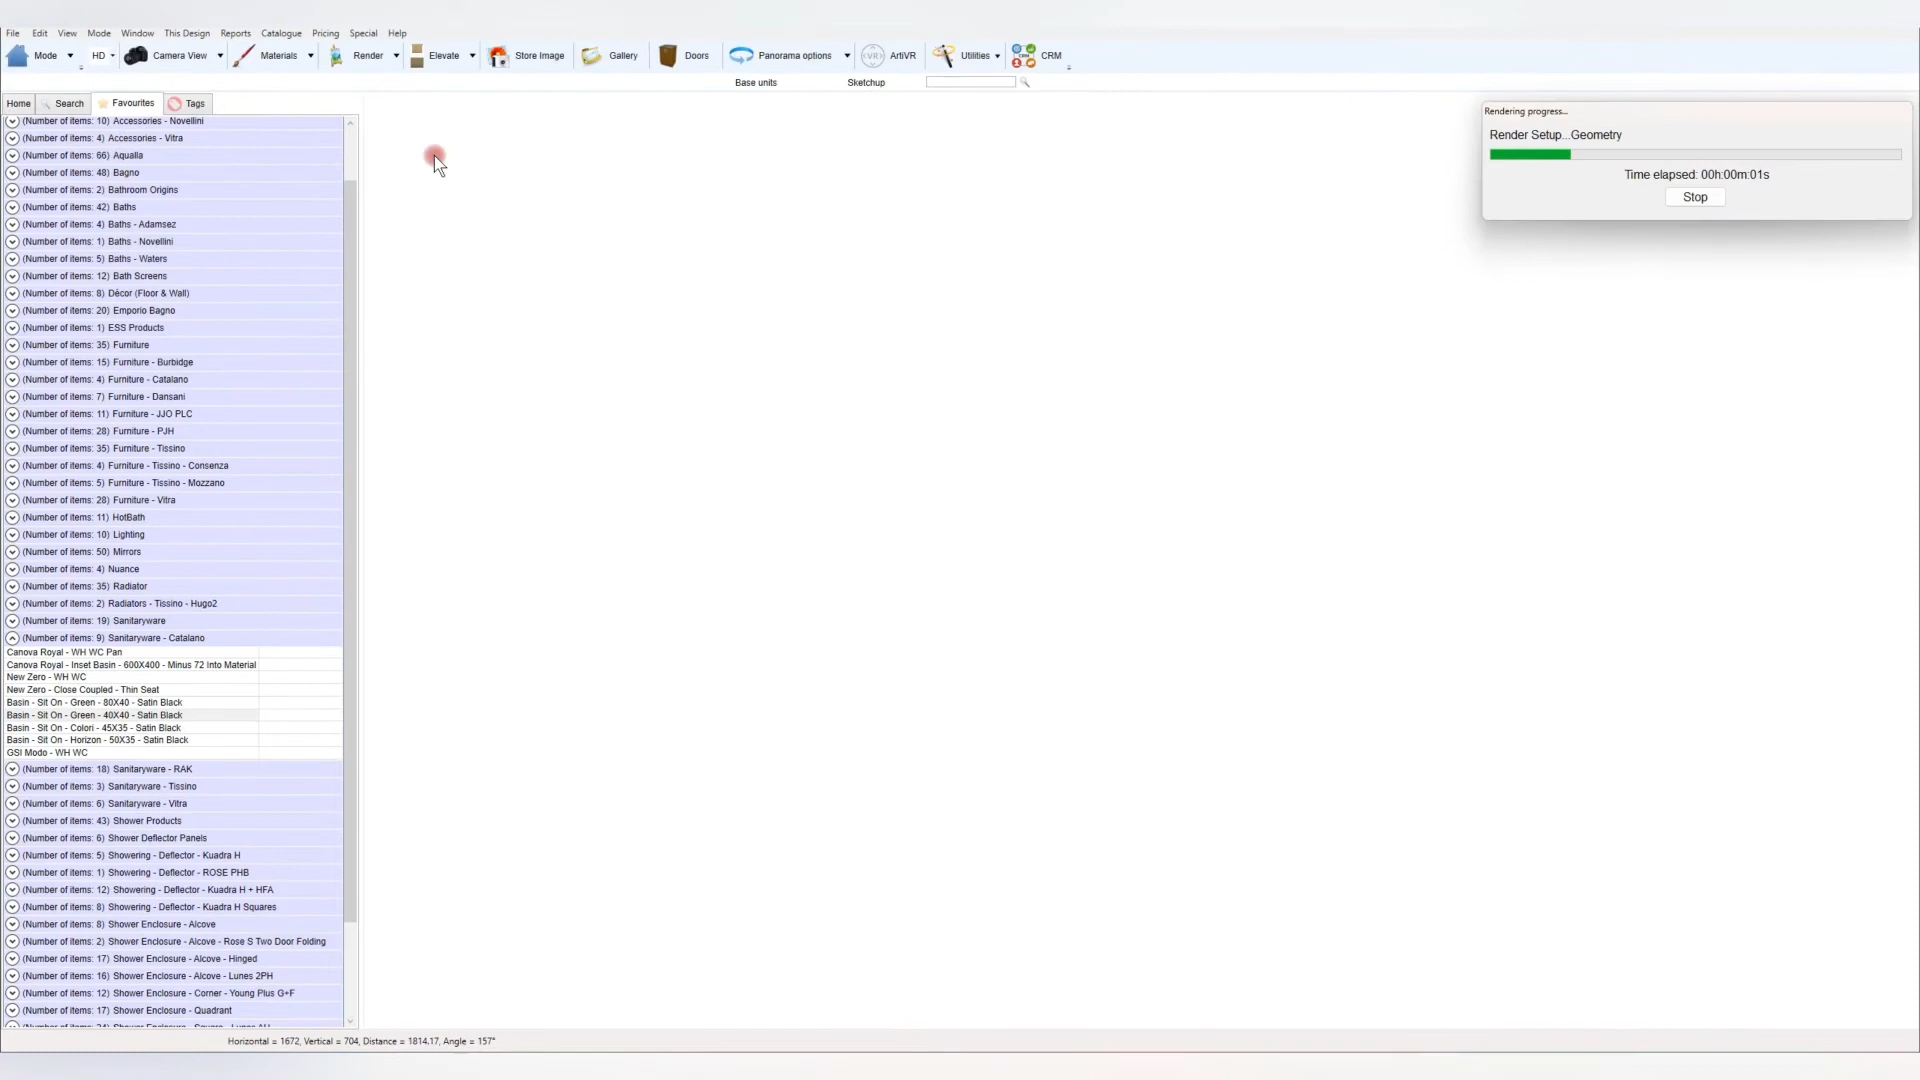 File Edit View Mode Window This Design Reports Catalogue Pricing Special Help
Mode HD Camera View Materials Render Elevate Store Image Gallery Doors Panorama options VR ArtiVR Utilities CRM
Base units Sketchup
Home Search Favourites Tags
(Number of items: 10) Accessories - Novellini
(Number of items: 4) Accessories - Vitra
(Number of items: 66) Aqualla
(Number of items: 48) Bagno
(Number of items: 2) Bathroom Origins
(Number of items: 42) Baths
(Number of items: 4) Baths - Adamsez
(Number of items: 1) Baths - Novellini
(Number of items: 5) Baths - Waters
(Number of items: 12) Bath Screens
(Number of items: 8) Décor (Floor & Wall)
(Number of items: 20) Emporio Bagno
(Number of items: 1) ESS Products
(Number of items: 35) Furniture
(Number of items: 15) Furniture - Burbidge
(Number of items: 4) Furniture - Catalano
(Number of items: 7) Furniture - Dansani
(Number of items: 11) Furniture - JJO PLC
(Number of items: 28) Furniture - PJH
(Number of items: 35) Furniture - Tissino
(Number of items: 4) Furniture - Tissino - Consenza
(Number of items: 5) Furniture - Tissino - Mozzano
(Number of items: 28) Furniture - Vitra
(Number of items: 11) HotBath
(Number of items: 10) Lighting
(Number of items: 50) Mirrors
(Number of items: 4) Nuance
(Number of items: 35) Radiator
(Number of items: 2) Radiators - Tissino - Hugo2
(Number of items: 19) Sanitaryware
(Number of items: 9) Sanitaryware - Catalano
Canova Royal - WH WC Pan
Canova Royal - Inset Basin - 600X400 - Minus 72 Into Material
New Zero - WH WC
New Zero - Close Coupled - Thin Seat
Basin - Sit On - Green - 80X40 - Satin Black
Basin - Sit On - Green - 40X40 - Satin Black
Basin - Sit On - Colori - 45X35 - Satin Black
Basin - Sit On - Horizon - 50X35 - Satin Black
GSI Modo - WH WC
(Number of items: 18) Sanitaryware - RAK
(Number of items: 3) Sanitaryware - Tissino
(Number of items: 6) Sanitaryware - Vitra
(Number of items: 43) Shower Products
(Number of items: 6) Shower Deflector Panels
(Number of items: 5) Showering - Deflector - Kuadra H
(Number of items: 1) Showering - Deflector - ROSE PHB
(Number of items: 12) Showering - Deflector - Kuadra H + HFA
(Number of items: 8) Showering - Deflector - Kuadra H Squares
(Number of items: 8) Shower Enclosure - Alcove
(Number of items: 2) Shower Enclosure - Alcove - Rose S Two Door Folding
(Number of items: 17) Shower Enclosure - Alcove - Hinged
(Number of items: 16) Shower Enclosure - Alcove - Lunes 2PH
(Number of items: 12) Shower Enclosure - Corner - Young Plus G+F
(Number of items: 17) Shower Enclosure - Quadrant
Rendering progress...
Render Setup...Geometry
Time elapsed: 00h:00m:01s
Stop
Horizontal = 1672, Vertical = 704, Distance = 1814.17, Angle = 157°